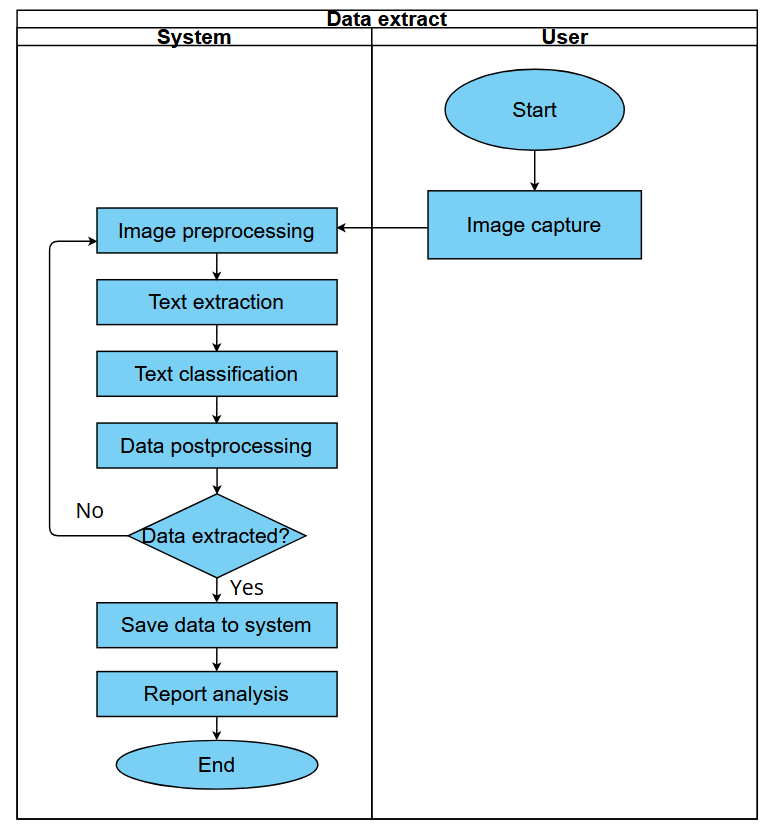 Data extract
System
User
Start
Image capture
Image preprocessing
Text extraction
Text classification
Data postprocessing
No
Data extracted?
Yes
Save data to system
Report analysis
End